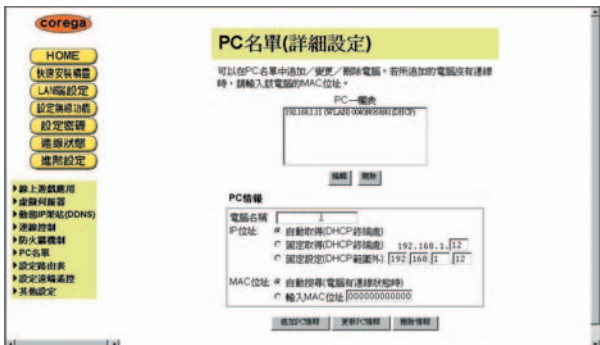 corega
HOME
快速安裝精靈
LAN端設定
設定無線功能
設定密碼
連線狀態
進階設定
線上遊戲應用
虛擬伺服器
動態IP架站(DDNS)
連線控制
防火牆機制
PC名單
設定路由表
設定遠端遙控
其他設定
PC名單(詳細設定)
可以在PC名單中追加／變更／刪除電腦。若所追加的電腦沒有連線
時，請輸入該電腦的MAC位址。
PC一欄表
192.168.1.11 (WLAN) 00408495f841 (DHCP)
編輯 刪除
PC情報
電腦名稱
IP位址: 自動取得(DHCP終端處)
固定取得(DHCP終端處): 192.168.1. 12
固定設定(DHCP範圍外): 192 168 1 12
MAC位址: 自動搜尋(電腦有連線狀態時)
輸入MAC位址 000000000000
追加PC情報 更新PC情報 刪除情報